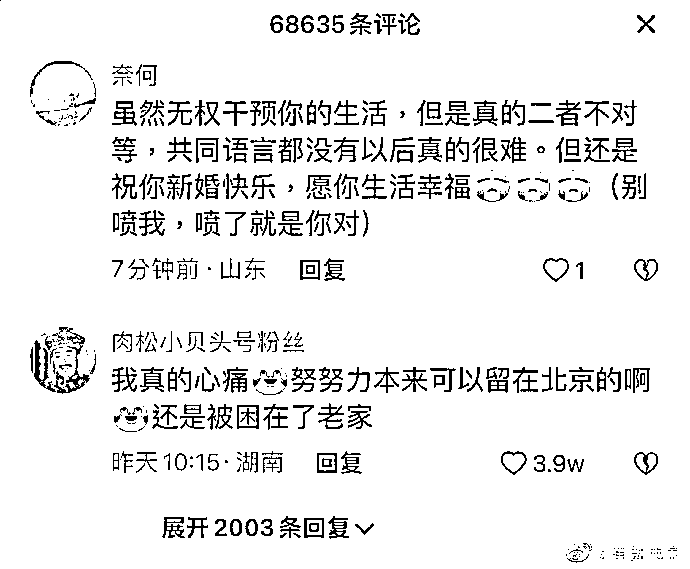 68635条评论
奈何
虽然无权干预你的生活，但是真的二者不对
等，共同语言都没有以后真的很难。但还是
祝你新婚快乐，愿你生活幸福（别
喷我，喷了就是你对）
7分钟前·山东 回复 1
肉松小贝头号粉丝
我真的心痛努努力本来可以留在北京的啊
还是被困在了老家
昨天10:15·湖南 回复 3.9w
展开2003条回复